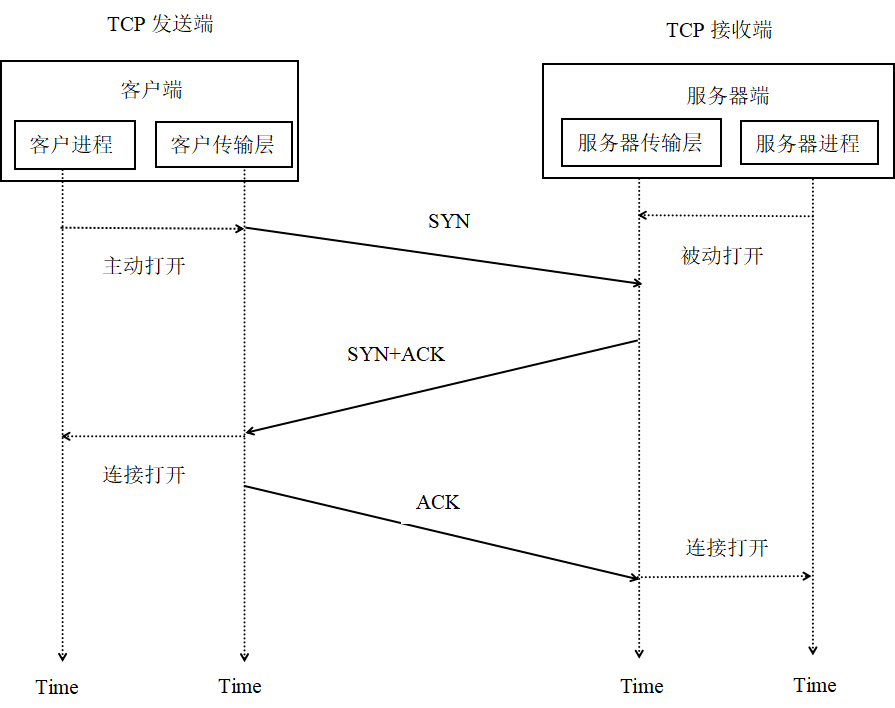 TCP 发送端
TCP 接收端
客户端
服务器端
客户进程
客户传输层
服务器传输层
服务器进程
SYN
主动打开
被动打开
SYN+ACK
连接打开
ACK
连接打开
Time
Time
Time
Time